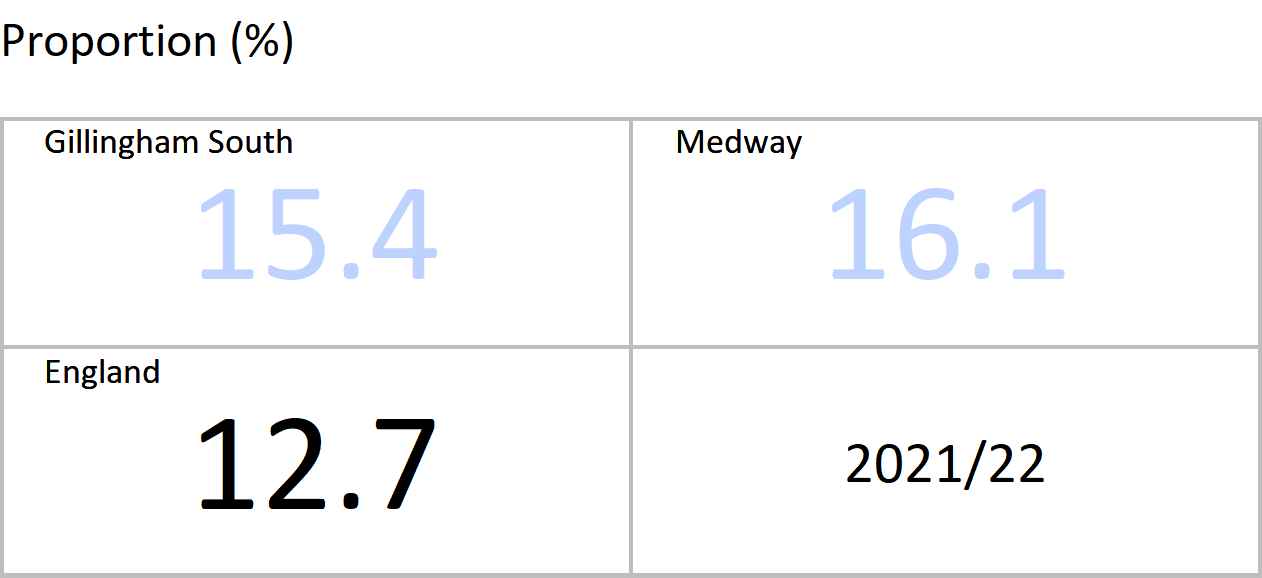 Proportion (%)
Gillingham South
15.4
Medway
16.1
England
12.7
2021/22